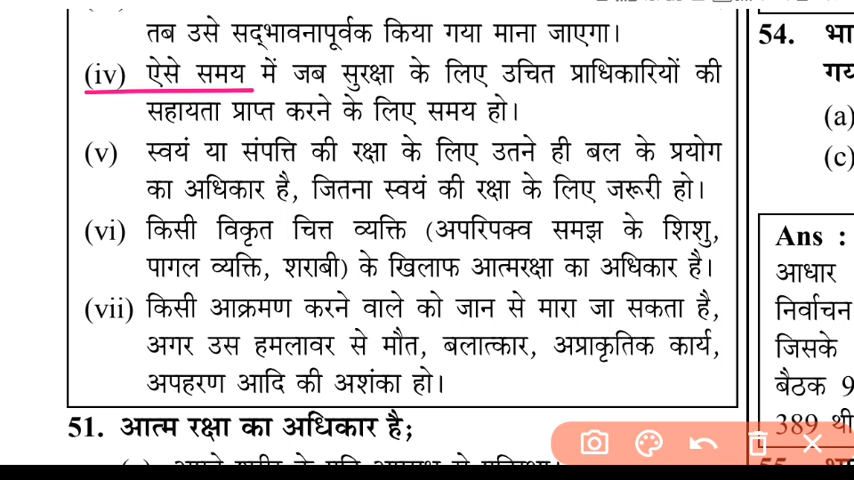 तब उसे सद्‌भावनापूर्वक किया गया माना जाएगा।
(iv) ऐसे समय में जब सुरक्षा के लिए उचित प्राधिकारियों की
सहायता प्राप्त करने के लिए समय हो।
(v) स्वयं या संपत्ति की रक्षा के लिए उतने ही बल के प्रयोग
का अधिकार है, जितना स्वयं की रक्षा के लिए जरूरी हो।
(vi) किसी विकृत चित्त व्यक्ति (अपरिपक्व समझ के शिशु,
पागल व्यक्ति, शराबी) के खिलाफ आत्मरक्षा का अधिकार है।
(vii) किसी आक्रमण करने वाले को जान से मारा जा सकता है,
अगर उस हमलावर से मौत, बलात्कार, अप्राकृतिक कार्य,
अपहरण आदि की अशंका हो।
51. आत्म रक्षा का अधिकार है;
54. भा
गय
(a)
(c)
Ans :
आधार
निर्वाचन
जिसके
बैठक 9
389 थी